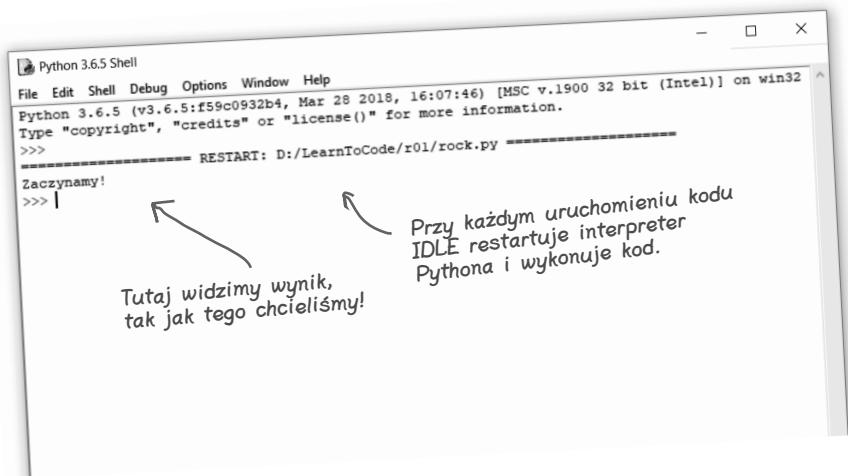 Python 3.6.5 Shell
File Edit Shell Debug Options Window Help
Python 3.6.5 (v3.6.5:f59c0932b4, Mar 28 2018, 16:07:46) [MSC v.1900 32 bit (Intel)] on win32
Type "copyright", "credits" or "license()" for more information.
>>>
==================== RESTART: D:/LearnToCode/r01/rock.py ====================
Zaczynamy!
>>>
Przy każdym uruchomieniu kodu
IDLE restartuje interpreter
Pythona i wykonuje kod.
Tutaj widzimy wynik,
tak jak tego chcieliśmy!